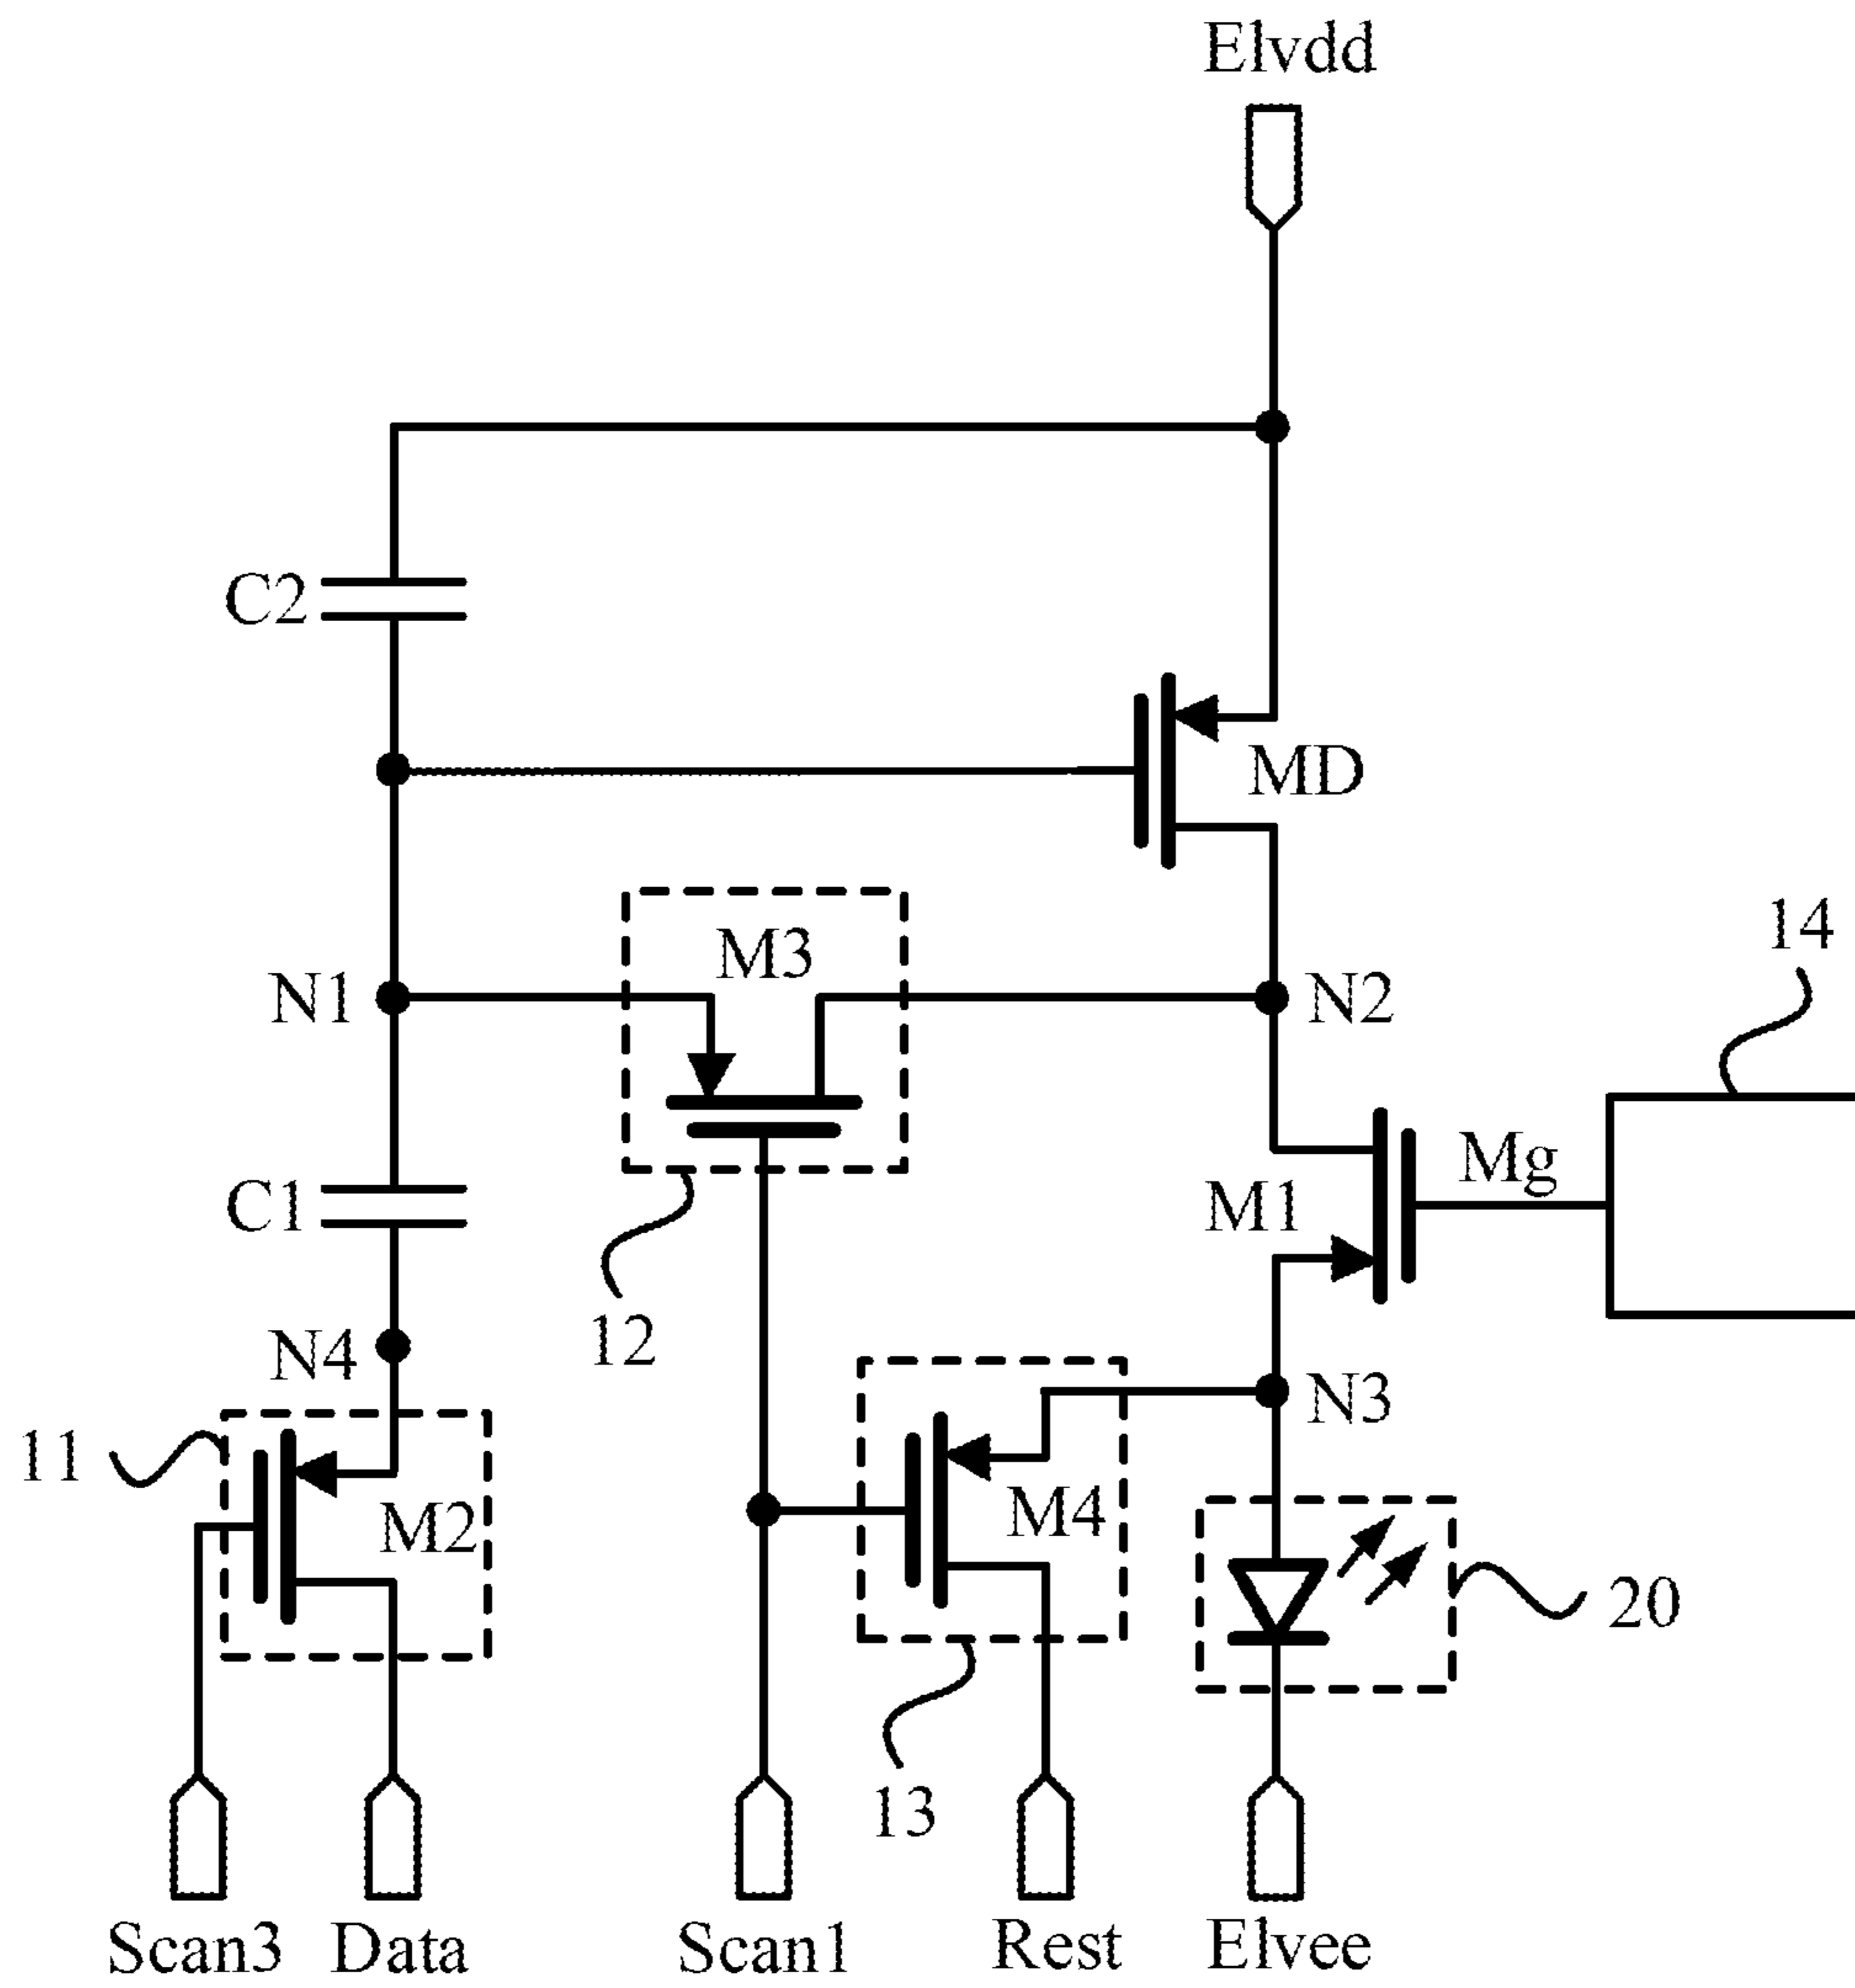 Elvdd
C2
MD
M3
14
N1
N2
Mg
C1
M1
12
N4
N3
11
M2
M4
20
13
Scan3 Data Scan1 Rest Elvee